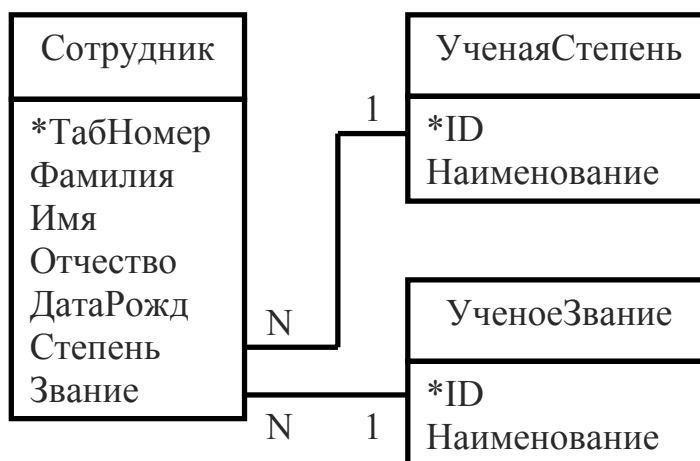 Сотрудник
*ТабНомер
Фамилия
Имя
Отчество
ДатаРожд
Степень
Звание
УченаяСтепень
*ID
Наименование
УченоеЗвание
*ID
Наименование
1
N
N
1